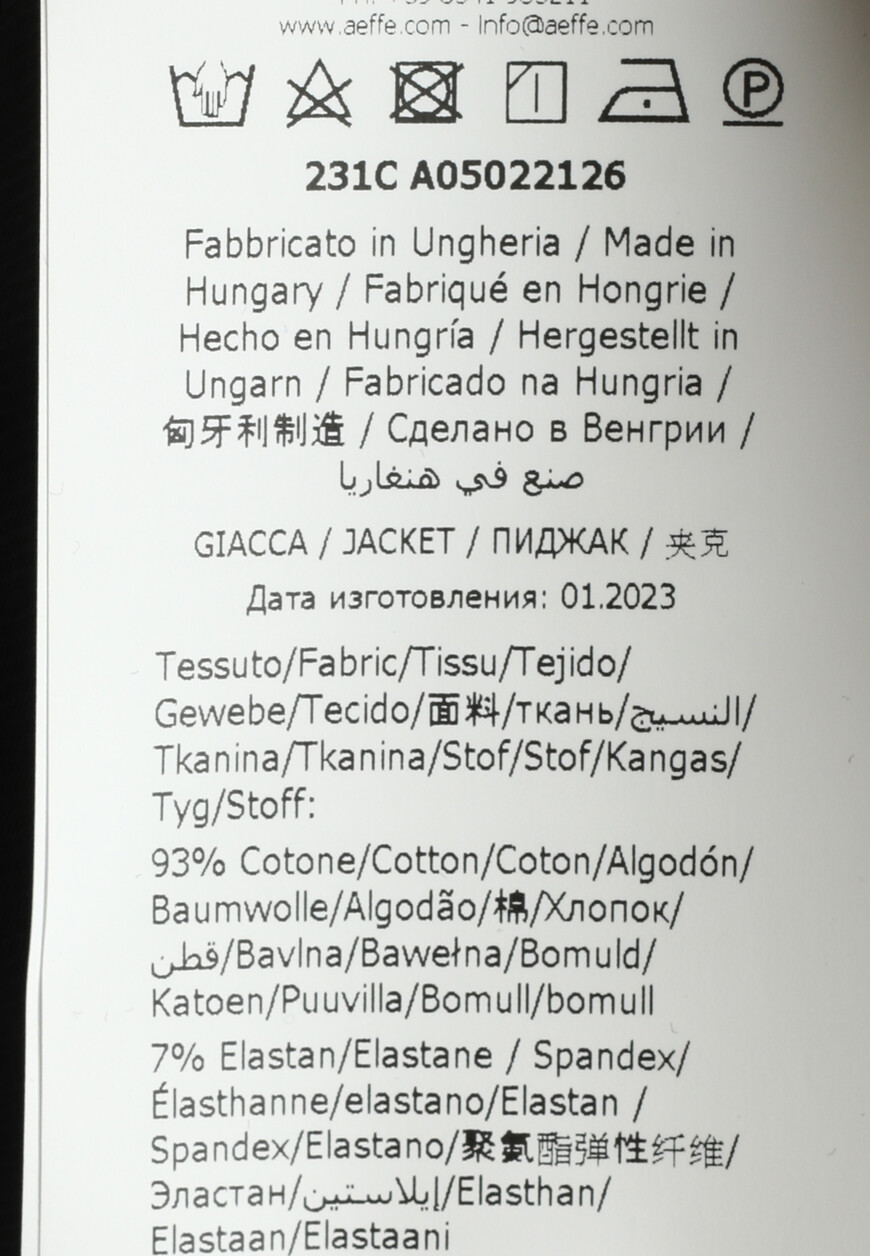 www.aeffe.com - Info@aeffe.com
P
231C A05022126
Fabbricato in Ungheria / Made in
Hungary / Fabriqué en Hongrie /
Hecho en Hungría / Hergestellt in
Ungarn / Fabricado na Hungria /
匈牙利制造 / Сделано в Венгрии /
صنع في هنغاريا
GIACCA / JACKET / ПИДЖАК / 夹克
Дата изготовления: 01.2023
Tessuto/Fabric/Tissu/Tejido/
Gewebe/Tecido/面料/ткань/النسيج/
Tkanina/Tkanina/Stof/Stof/Kangas/
Tyg/Stoff:
93% Cotone/Cotton/Coton/Algodón/
Baumwolle/Algodão/棉/Хлопок/
قطن/Bavlna/Bawełna/Bomuld/
Katoen/Puuvilla/Bomull/bomull
7% Elastan/Elastane / Spandex/
Élasthanne/elastano/Elastan /
Spandex/Elastano/聚氨酯弹性纤维/
Эластан/إيلاستين/Elasthan/
Elastaan/Elastaani